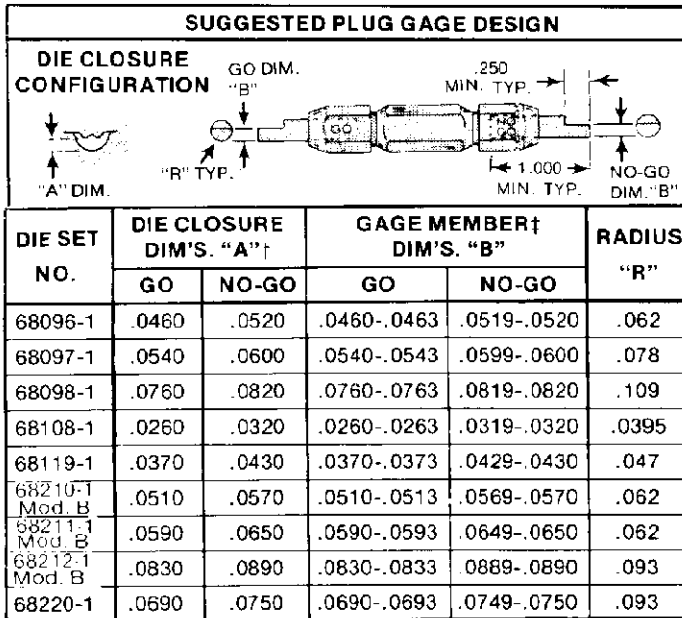 SUGGESTED PLUG GAGE DESIGN
DIE CLOSURE
CONFIGURATION
GO DIM.
"B"
.250
MIN. TYP.
GO
NO
GO
"A" DIM.
"R" TYP.
1.000
MIN. TYP.
NO-GO
DIM. "B"
DIE SET NO. DIE CLOSURE DIM'S. "A"† GAGE MEMBER‡ DIM'S. "B" RADIUS "R"
GO NO-GO GO NO-GO
68096-1 .0460 .0520 .0460-.0463 .0519-.0520 .062
68097-1 .0540 .0600 .0540-.0543 .0599-.0600 .078
68098-1 .0760 .0820 .0760-.0763 .0819-.0820 .109
68108-1 .0260 .0320 .0260-.0263 .0319-.0320 .0395
68119-1 .0370 .0430 .0370-.0373 .0429-.0430 .047
68210-1 Mod. B .0510 .0570 .0510-.0513 .0569-.0570 .062
68211-1 Mod. B .0590 .0650 .0590-.0593 .0649-.0650 .062
68212-1 Mod. B .0830 .0890 .0830-.0833 .0889-.0890 .093
68220-1 .0690 .0750 .0690-.0693 .0749-.0750 .093